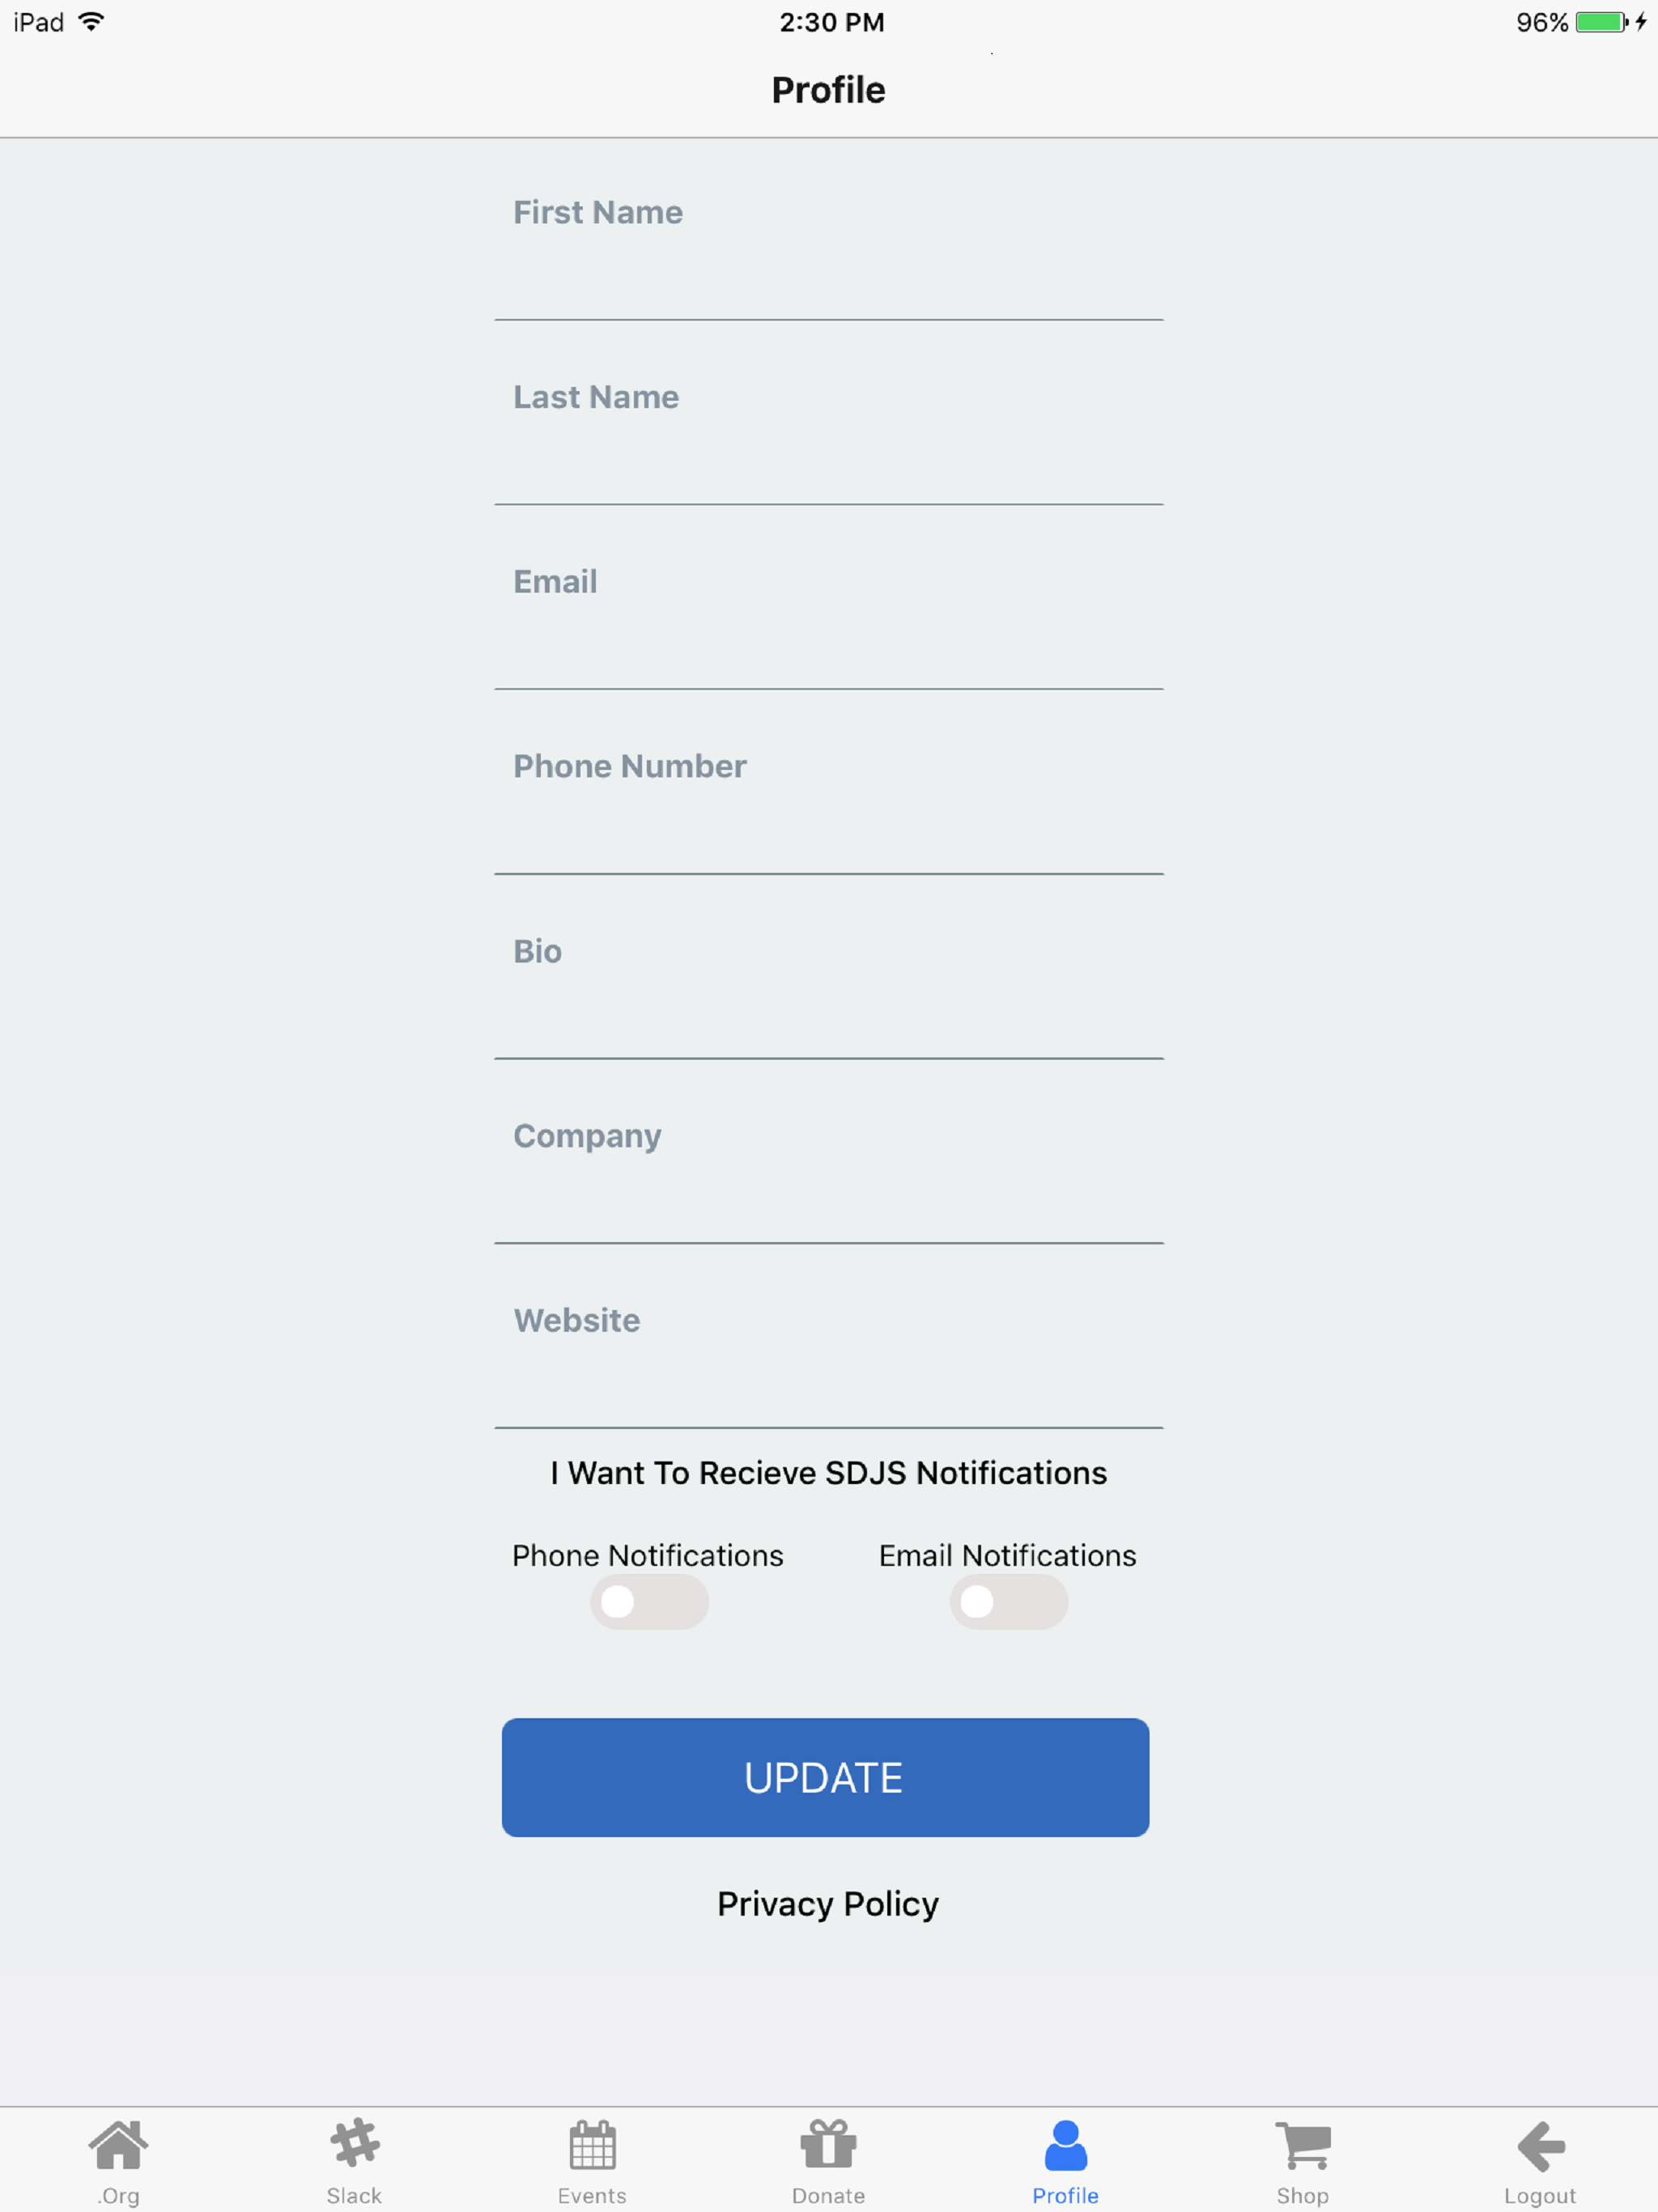 iPad 2:30 PM 96%
Profile
First Name
Last Name
Email
Phone Number
Bio
Company
Website
I Want To Recieve SDJS Notifications
Phone Notifications Email Notifications
UPDATE
Privacy Policy
.Org Slack Events Donate Profile Shop Logout